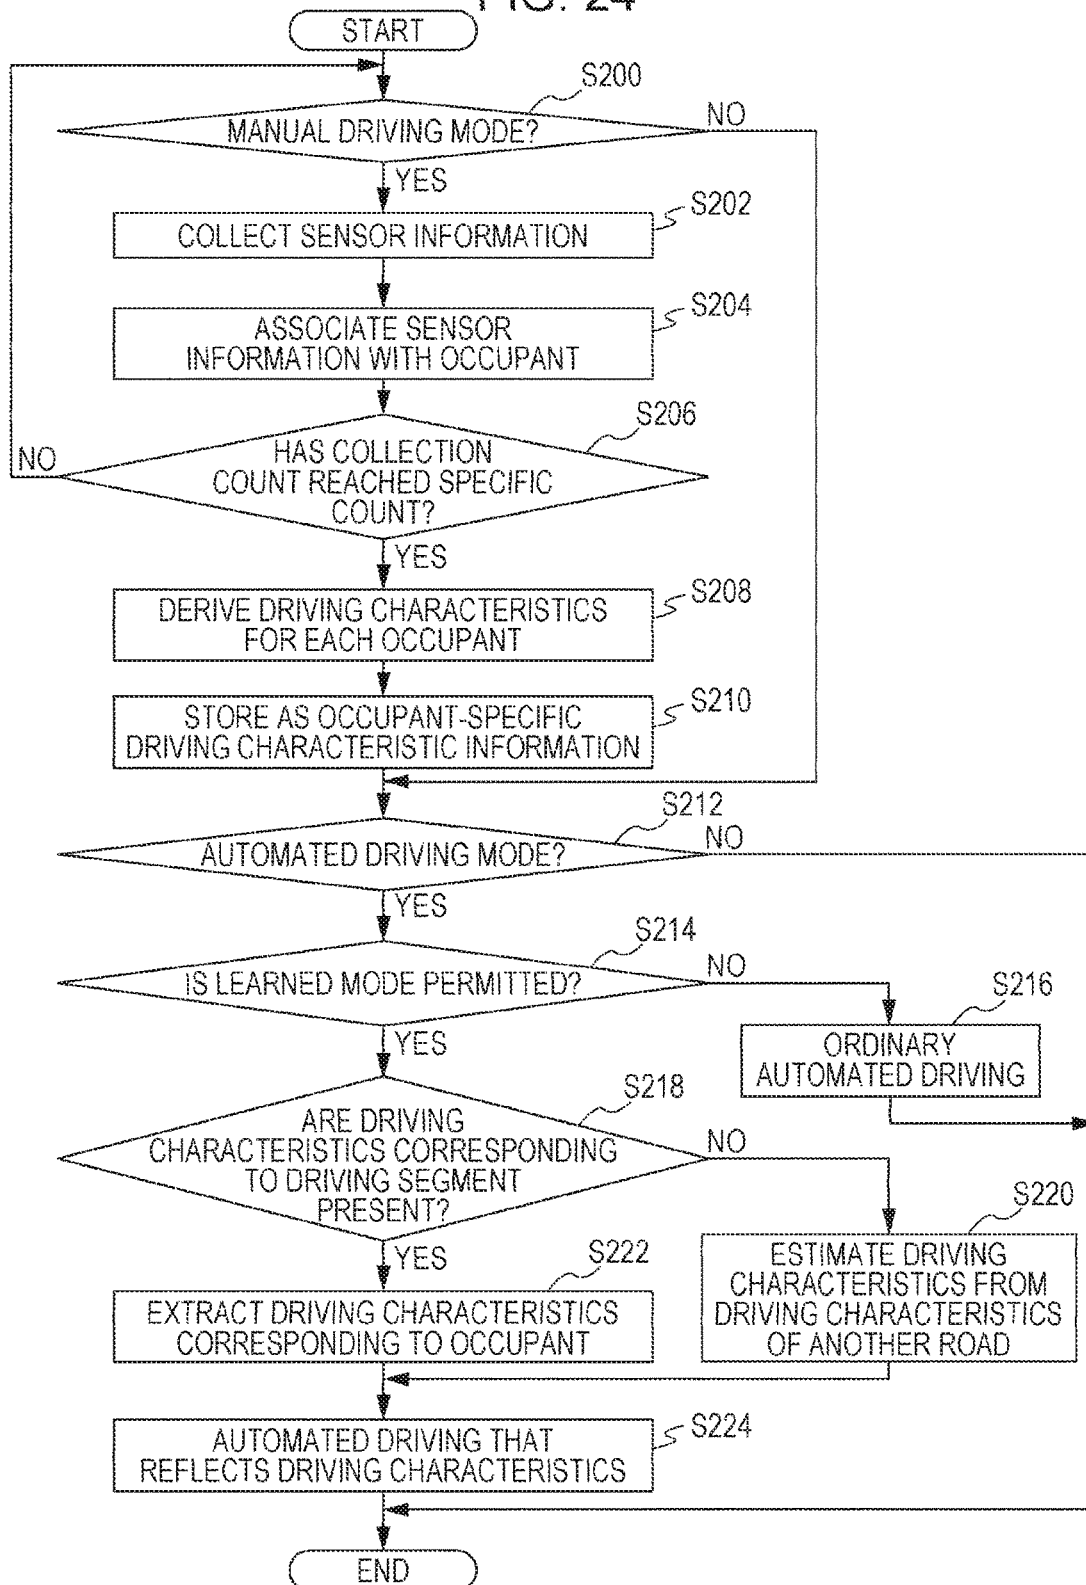 FIG. 24
START
S200
MANUAL DRIVING MODE?
NO
YES
S202
COLLECT SENSOR INFORMATION
S204
ASSOCIATE SENSOR
INFORMATION WITH OCCUPANT
S206
HAS COLLECTION
COUNT REACHED SPECIFIC
COUNT?
NO
YES
S208
DERIVE DRIVING CHARACTERISTICS
FOR EACH OCCUPANT
S210
STORE AS OCCUPANT-SPECIFIC
DRIVING CHARACTERISTIC INFORMATION
S212
AUTOMATED DRIVING MODE?
NO
YES
S214
IS LEARNED MODE PERMITTED?
NO
YES
S216
ORDINARY
AUTOMATED DRIVING
S218
ARE DRIVING
CHARACTERISTICS CORRESPONDING
TO DRIVING SEGMENT
PRESENT?
NO
YES
S220
ESTIMATE DRIVING
CHARACTERISTICS FROM
DRIVING CHARACTERISTICS
OF ANOTHER ROAD
S222
EXTRACT DRIVING CHARACTERISTICS
CORRESPONDING TO OCCUPANT
S224
AUTOMATED DRIVING THAT
REFLECTS DRIVING CHARACTERISTICS
END